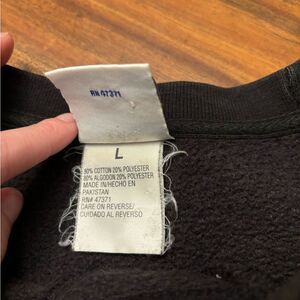 RN 47371
L
80% COTTON 20% POLYESTER
80% ALGODON 20% POLYESTER
MADE IN/HECHO EN
PAKISTAN
RN# 47371
CARE ON REVERSE/
CUIDADO AL REVERSO